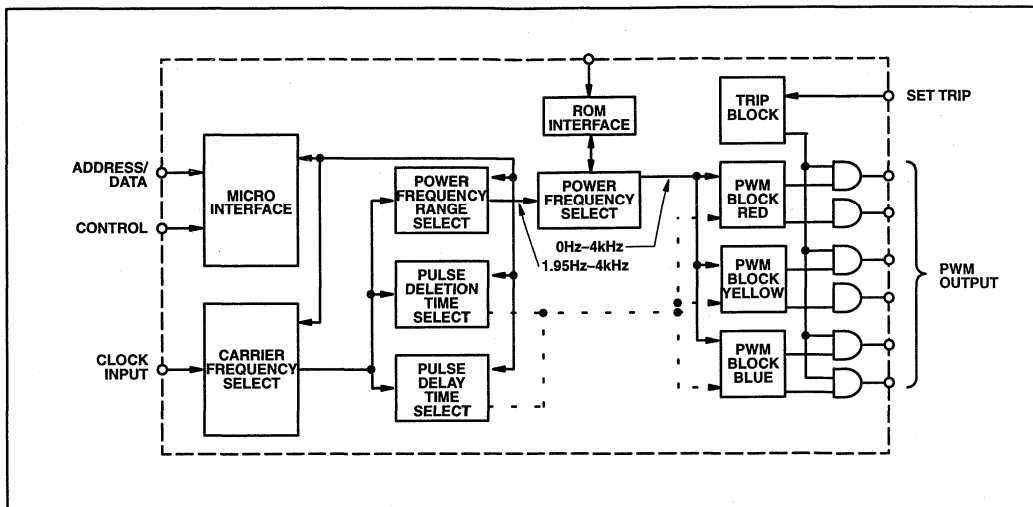 ROM
INTERFACE
TRIP
BLOCK
SET TRIP
ADDRESS/
DATA
CONTROL
MICRO
INTERFACE
POWER
FREQUENCY
RANGE
SELECT
POWER
FREQUENCY
SELECT
0Hz–4kHz
1.95Hz–4kHz
PWM
BLOCK
RED
PULSE
DELETION
TIME
SELECT
PWM
BLOCK
YELLOW
PWM
OUTPUT
CLOCK
INPUT
CARRIER
FREQUENCY
SELECT
PULSE
DELAY
TIME
SELECT
PWM
BLOCK
BLUE